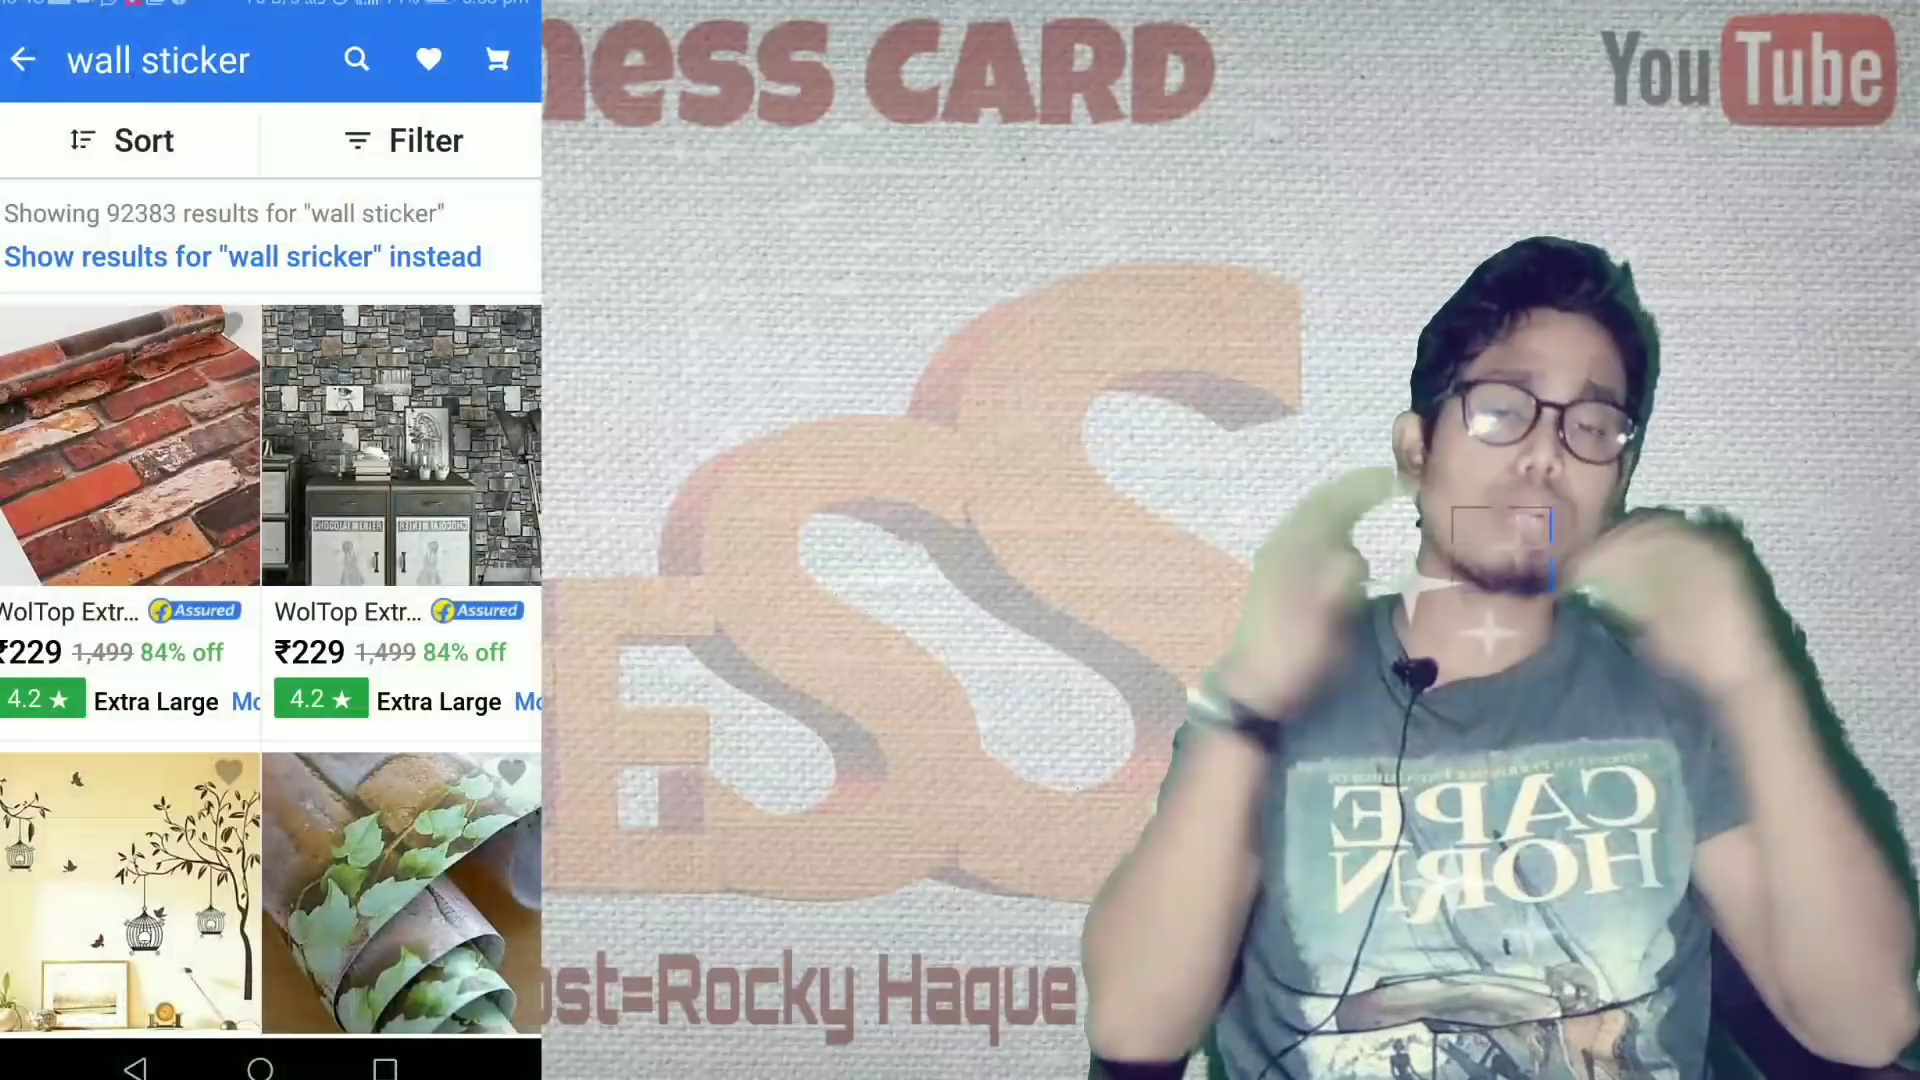 wall sticker
Sort
Filter
Showing 92383 results for "wall sticker"
Show results for "wall sricker" instead
WolTop Extr... Assured
₹229 1,499 84% off
4.2 ★ Extra Large
WolTop Extr... Assured
₹229 1,499 84% off
4.2 ★ Extra Large
ness CARD
YouTube
ost=Rocky Haque
CAPE
HORN